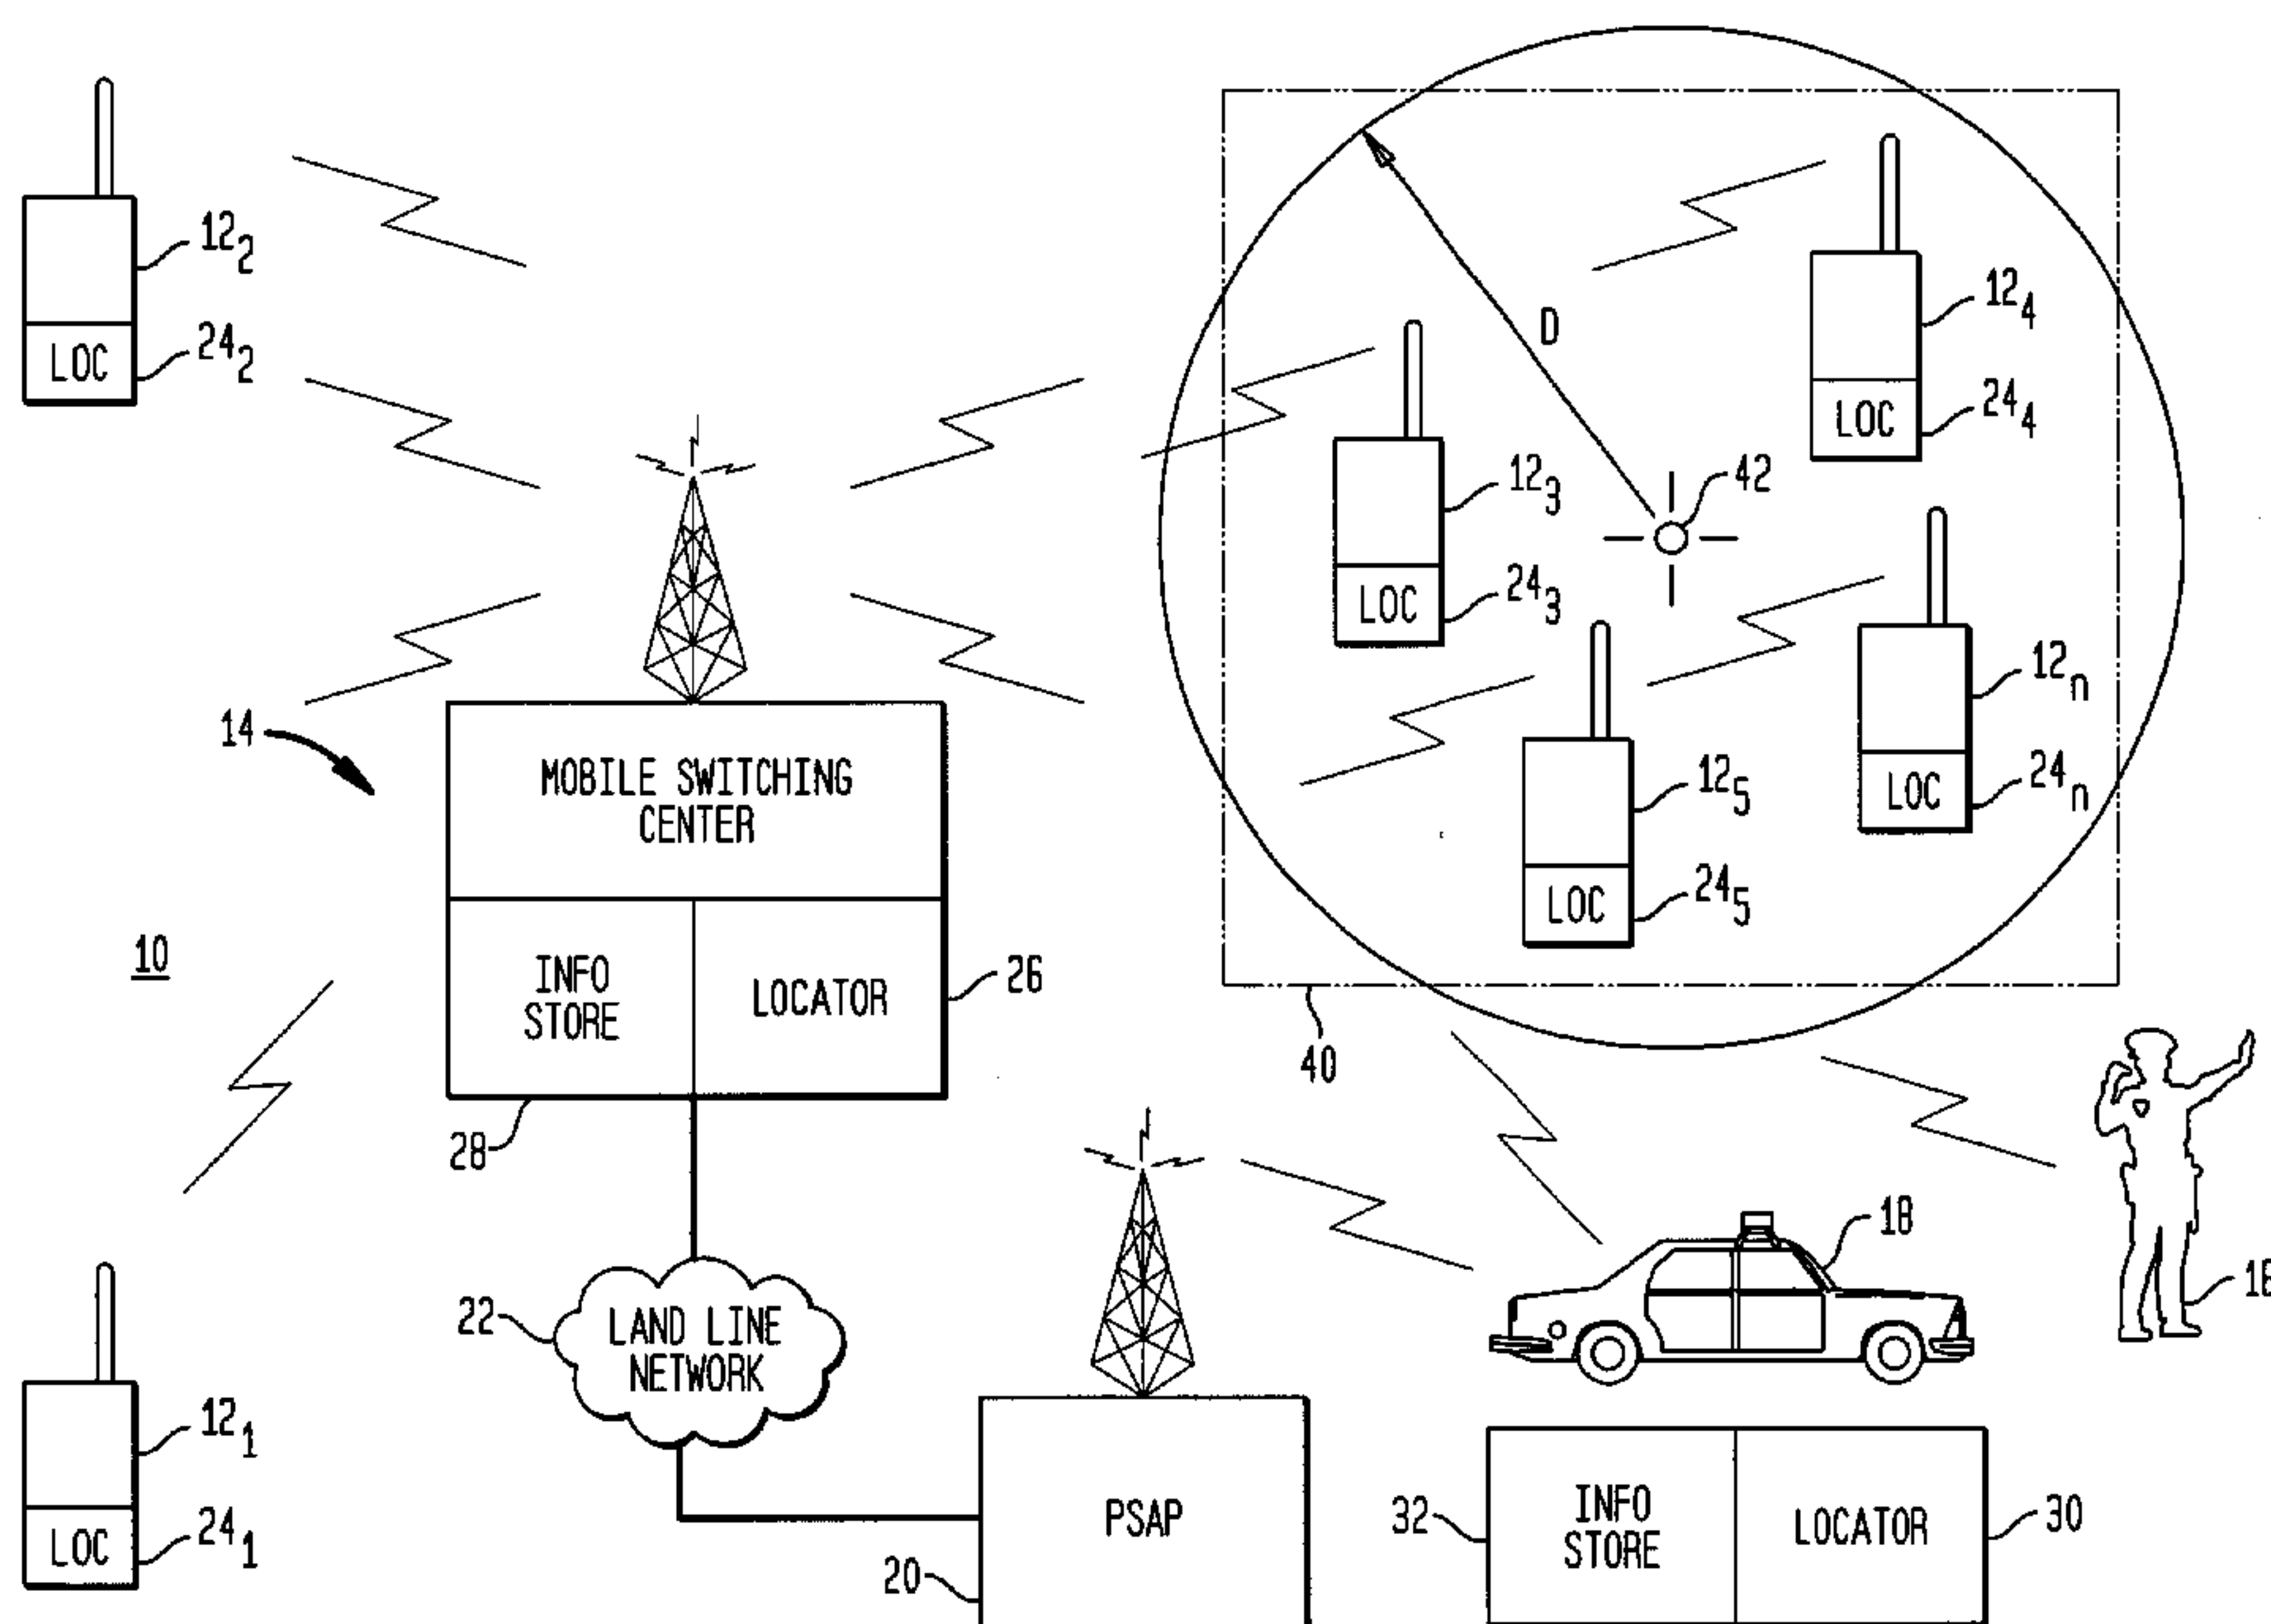 12₂
24₂
LOC
D
12₄
24₄
LOC
42
12₃
24₃
LOC
12ₙ
24ₙ
LOC
12₅
24₅
LOC
14
MOBILE SWITCHING
CENTER
INFO
STORE
LOCATOR
26
28
10
40
22
LAND LINE
NETWORK
18
12₁
24₁
LOC
PSAP
20
32
INFO
STORE
LOCATOR
30